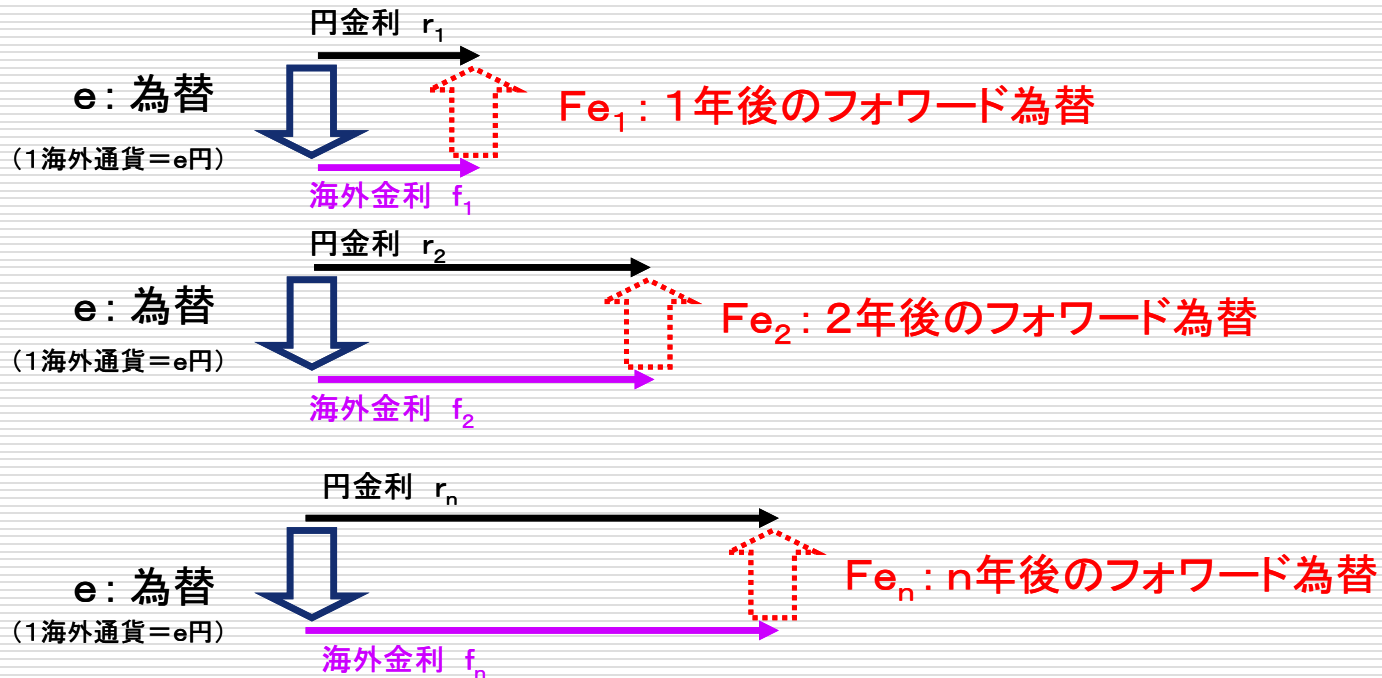 円金利 r₁
e:為替
Fe₁:1年後のフォワード為替
(1海外通貨=e円)
海外金利 f₁
円金利 r₂
e:為替
Fe₂:2年後のフォワード為替
(1海外通貨=e円)
海外金利 f₂
円金利 rₙ
e:為替
Feₙ:n年後のフォワード為替
(1海外通貨=e円)
海外金利 fₙ